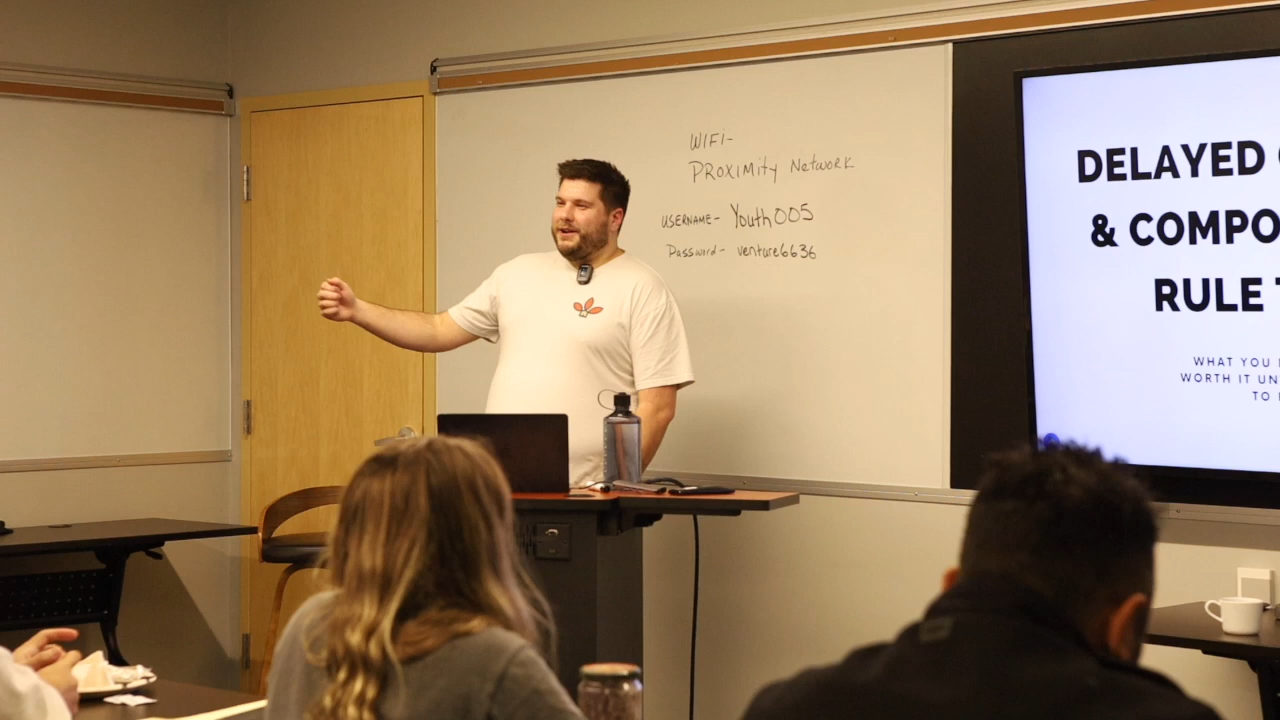 WIFI-
PROXIMITY Network
USERNAME- Youth005
Password- venture6636
DELAYED
& COMPO
RULE
WHAT YOU
WORTH IT UN
TO